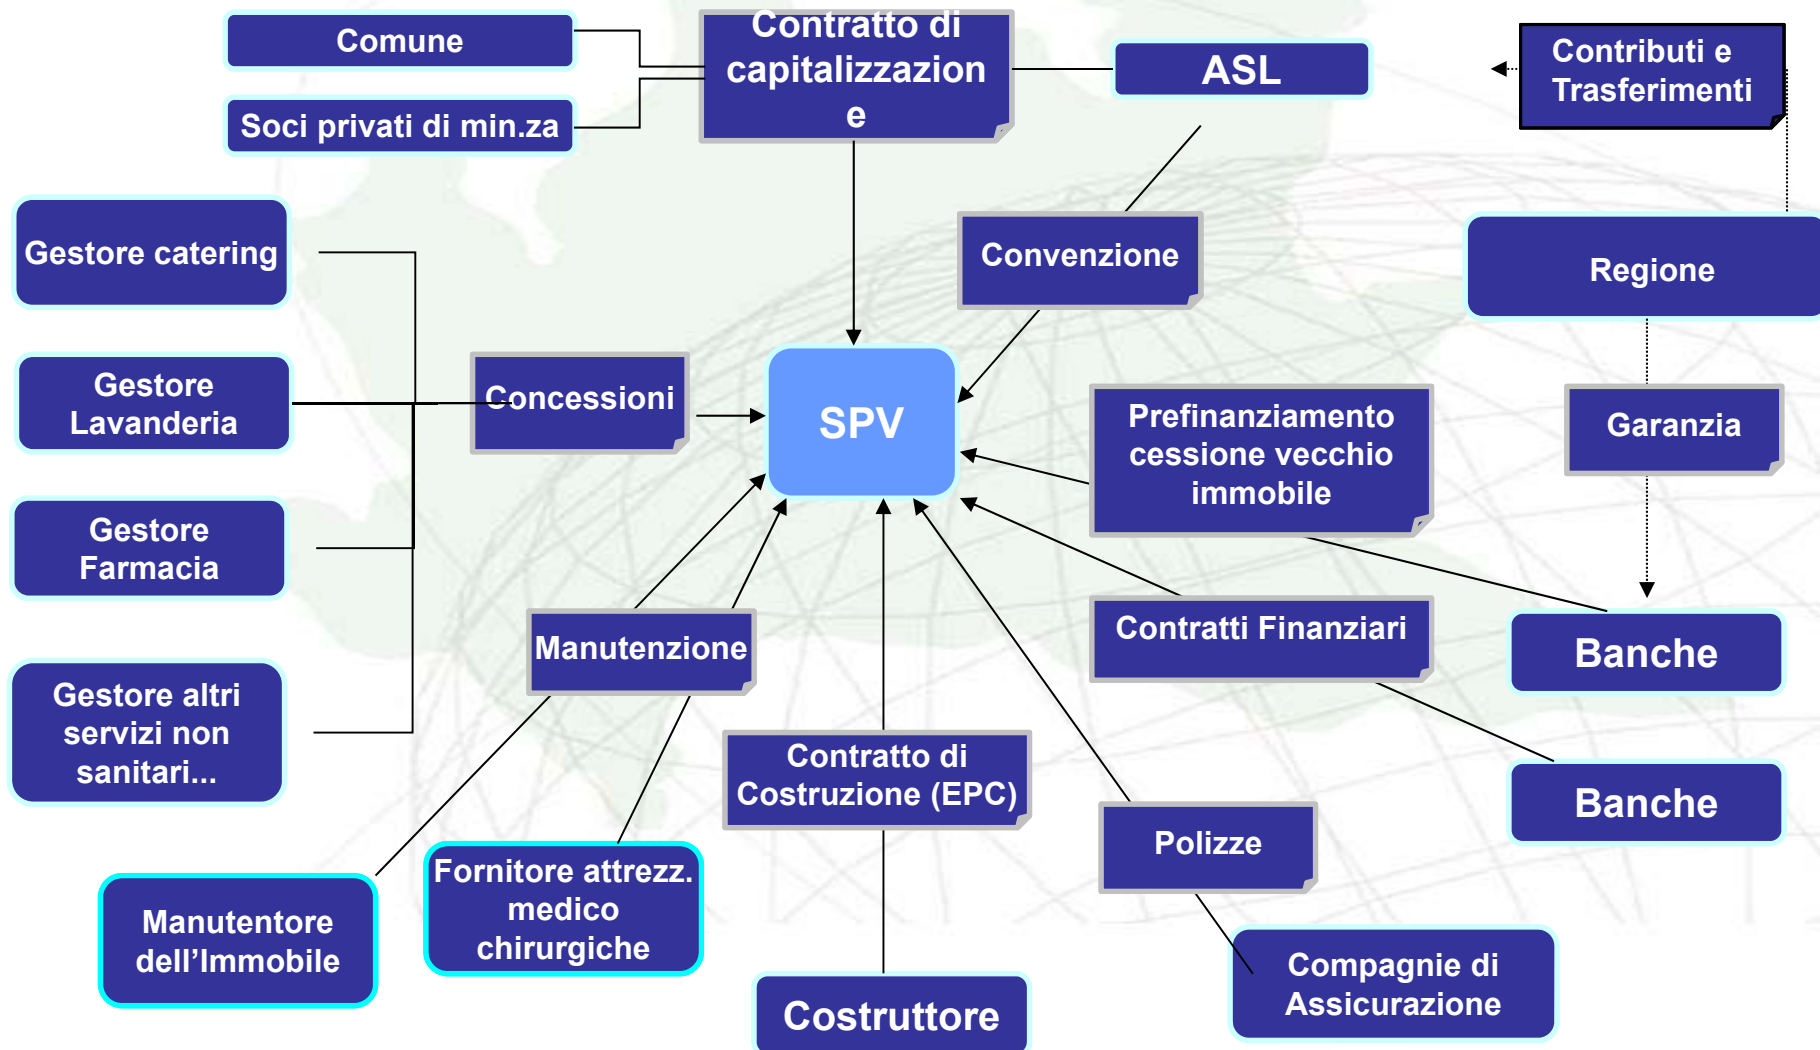 Comune
Contratto di
capitalizzazion
e
ASL
Contributi e
Trasferimenti
Soci privati di min.za
Gestore catering
Convenzione
Regione
Gestore
Lavanderia
Concessioni
SPV
Prefinanziamento
cessione vecchio
immobile
Garanzia
Gestore
Farmacia
Manutenzione
Contratti Finanziari
Banche
Gestore altri
servizi non
sanitari...
Contratto di
Costruzione (EPC)
Banche
Polizze
Fornitore attrezz.
medico
chirurgiche
Manutentore
dell’Immobile
Compagnie di
Assicurazione
Costruttore